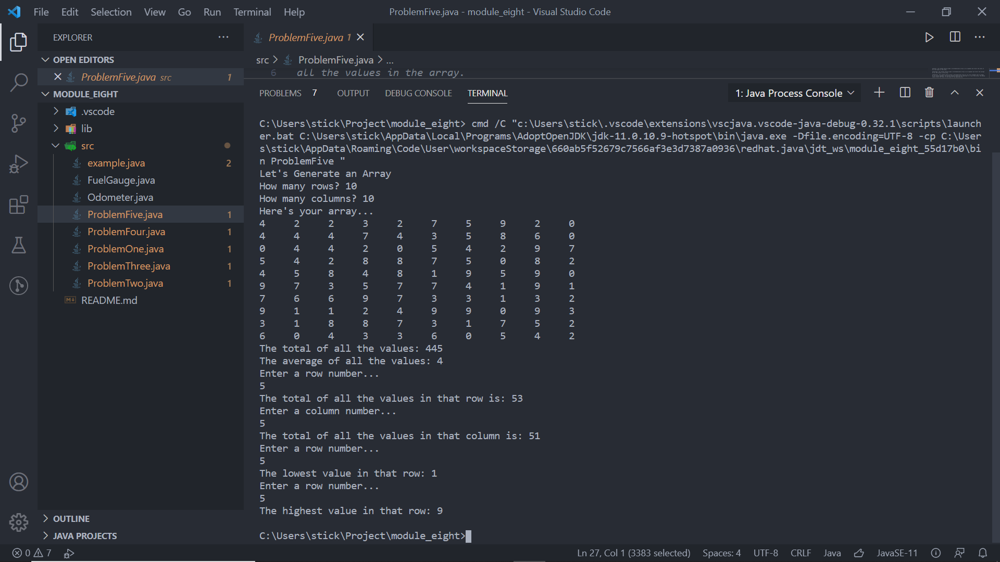 File Edit Selection View Go Run Terminal Help
ProblemFive.java - module_eight - Visual Studio Code
EXPLORER
OPEN EDITORS
ProblemFive.java src 1
MODULE_EIGHT
.vscode
lib
src
example.java 2
FuelGauge.java
Odometer.java
ProblemFive.java 1
ProblemFour.java 1
ProblemOne.java 1
ProblemThree.java 1
ProblemTwo.java 1
README.md
OUTLINE
JAVA PROJECTS
ProblemFive.java 1
src > ProblemFive.java > ...
6 all the values in the array.
PROBLEMS 7 OUTPUT DEBUG CONSOLE TERMINAL
1: Java Process Console
C:\Users\stick\Project\module_eight> cmd /C "c:\Users\stick\.vscode\extensions\vscjava.vscode-java-debug-0.32.1\scripts\launch
er.bat C:\Users\stick\AppData\Local\Programs\AdoptOpenJDK\jdk-11.0.10.9-hotspot\bin\java.exe -Dfile.encoding=UTF-8 -cp C:\User
s\stick\AppData\Roaming\Code\User\workspaceStorage\660ab5f52679c7566af3e3d7387a0936\redhat.java\jdt_ws\module_eight_55d17b0\bi
n ProblemFive "
Let's Generate an Array
How many rows? 10
How many columns? 10
Here's your array...
4 2 2 3 2 7 5 9 2 0
4 4 4 7 4 3 5 8 6 0
0 4 4 2 0 5 4 2 9 7
5 4 2 8 8 7 5 0 8 2
4 5 8 4 8 1 9 5 9 0
9 7 3 5 7 7 4 1 9 1
7 6 6 9 7 3 3 1 3 2
9 1 1 2 4 9 9 0 9 3
3 1 8 8 7 3 1 7 5 2
6 0 4 3 3 6 0 5 4 2
The total of all the values: 445
The average of all the values: 4
Enter a row number...
5
The total of all the values in that row is: 53
Enter a column number...
5
The total of all the values in that column is: 51
Enter a row number...
5
The lowest value in that row: 1
Enter a row number...
5
The highest value in that row: 9
C:\Users\stick\Project\module_eight>
0 7
Ln 27, Col 1 (3383 selected) Spaces: 4 UTF-8 CRLF Java JavaSE-11